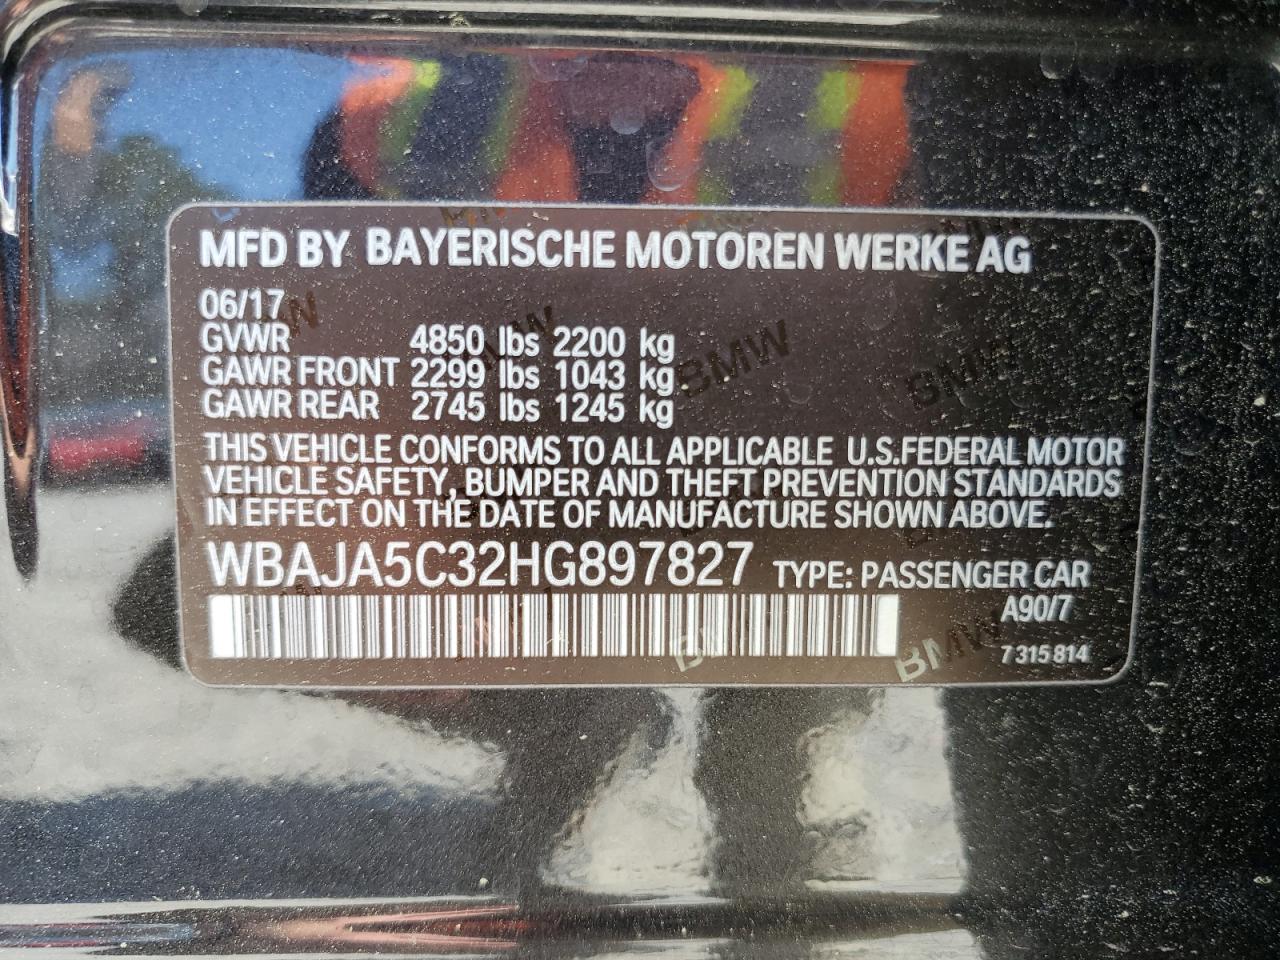 MFD BY BAYERISCHE MOTOREN WERKE AG
06/17
GVWR 4850 lbs 2200 kg
GAWR FRONT 2299 lbs 1043 kg
GAWR REAR 2745 lbs 1245 kg
THIS VEHICLE CONFORMS TO ALL APPLICABLE U.S.FEDERAL MOTOR
VEHICLE SAFETY, BUMPER AND THEFT PREVENTION STANDARDS
IN EFFECT ON THE DATE OF MANUFACTURE SHOWN ABOVE.
WBAJA5C32HG897827 TYPE: PASSENGER CAR
A90/7
7 315 814